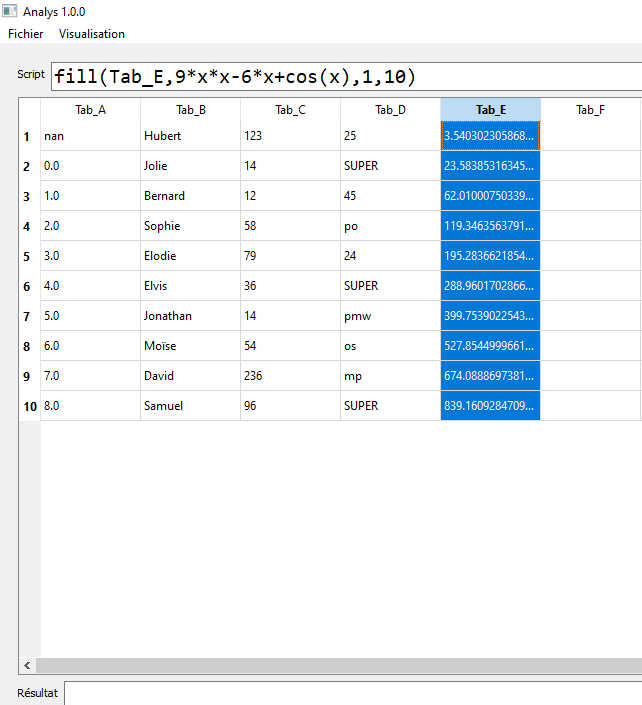 Analys 1.0.0
Fichier Visualisation
Script fill(Tab_E,9*x*x-6*x+cos(x),1,10)
Tab_A Tab_B Tab_C Tab_D Tab_E Tab_F
1 nan Hubert 123 25 3.540302305868...
2 0.0 Jolie 14 SUPER 23.58385316345...
3 1.0 Bernard 12 45 62.01000750339...
4 2.0 Sophie 58 po 119.3463563791...
5 3.0 Elodie 79 24 195.2836621854...
6 4.0 Elvis 36 SUPER 288.9601702866...
7 5.0 Jonathan 14 pmw 399.7539022543...
8 6.0 Moïse 54 os 527.8544999661...
9 7.0 David 236 mp 674.0888697381...
10 8.0 Samuel 96 SUPER 839.1609284709...
Résultat